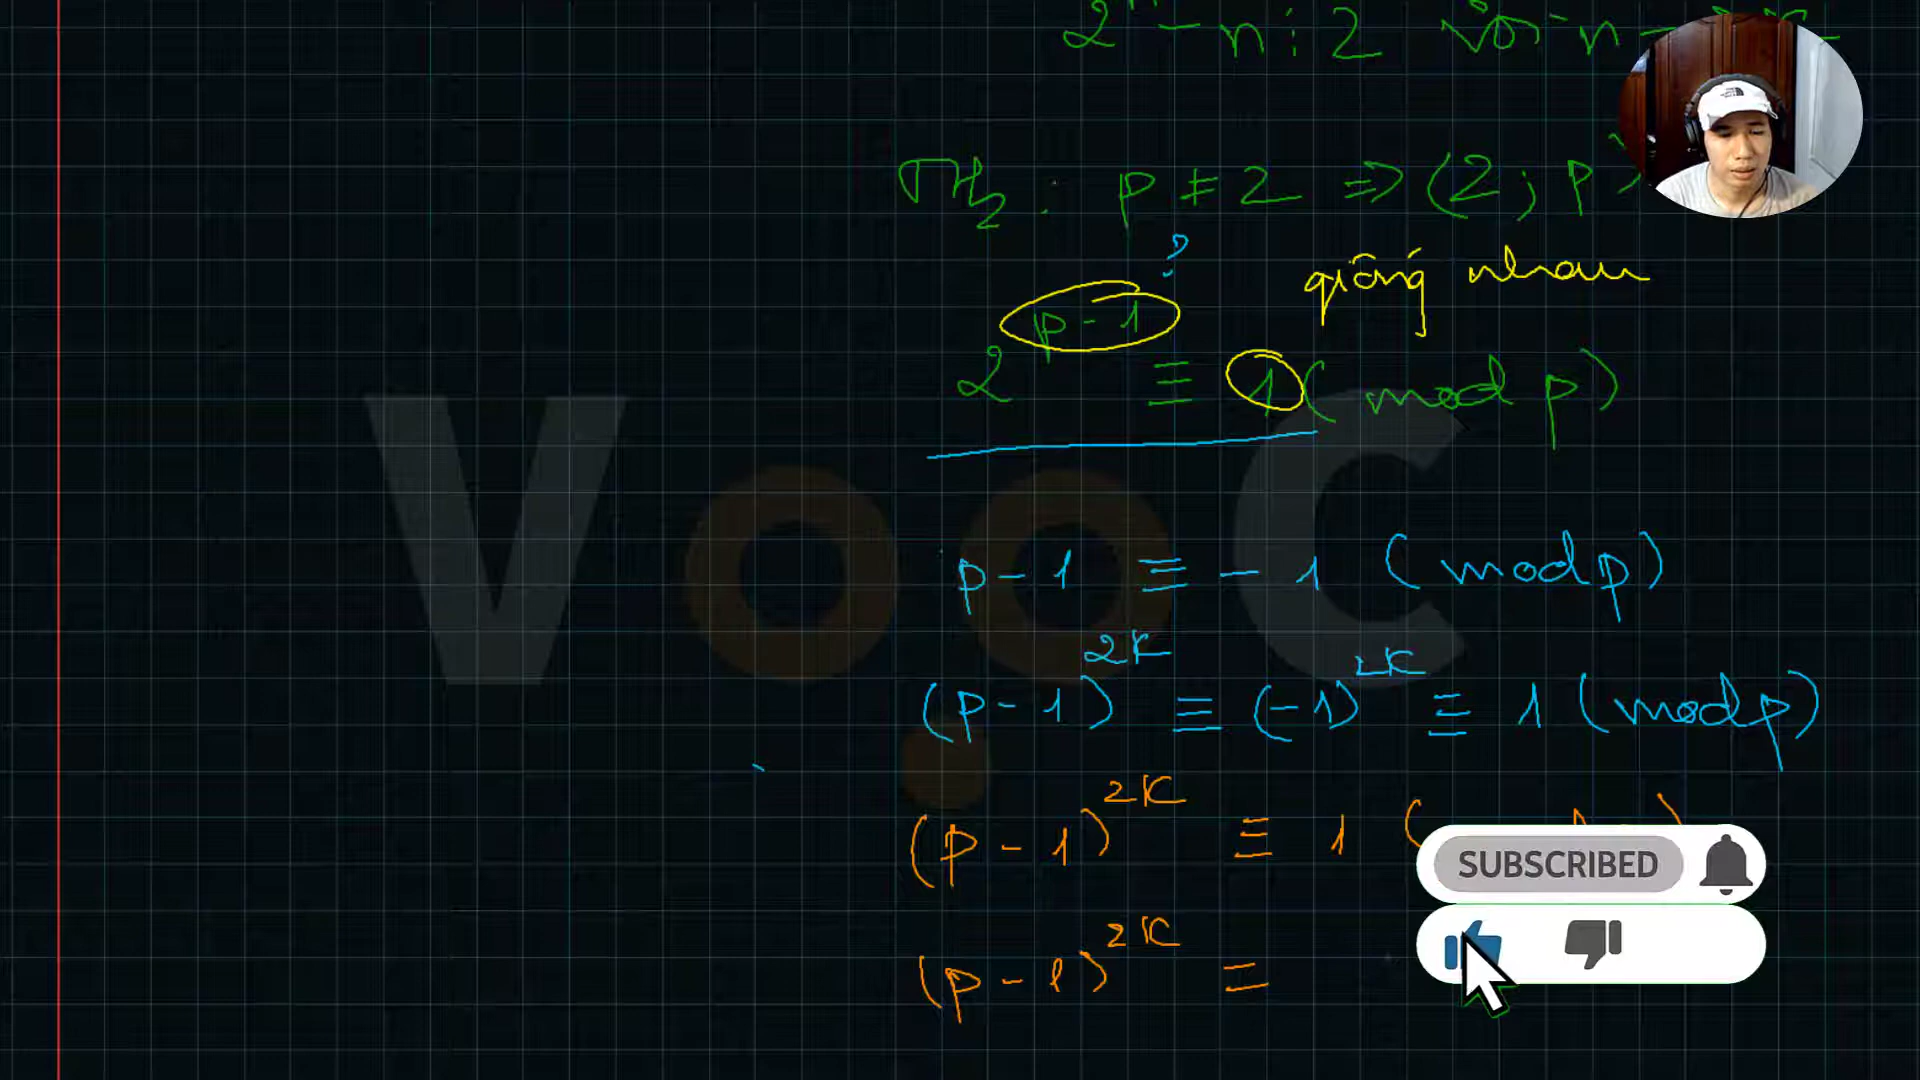 2 - n ⋮ 2 với n
TH2 : p ≠ 2 => (2 ; p)
? giống nhau
2^(p-1) ≡ 1 (mod p)
VOOC
p - 1 ≡ - 1 (mod p)
(p - 1)^2K ≡ (-1)^2K ≡ 1 (mod p)
(p - 1)^2K ≡ 1 (
SUBSCRIBED
(p - 1)^2K =